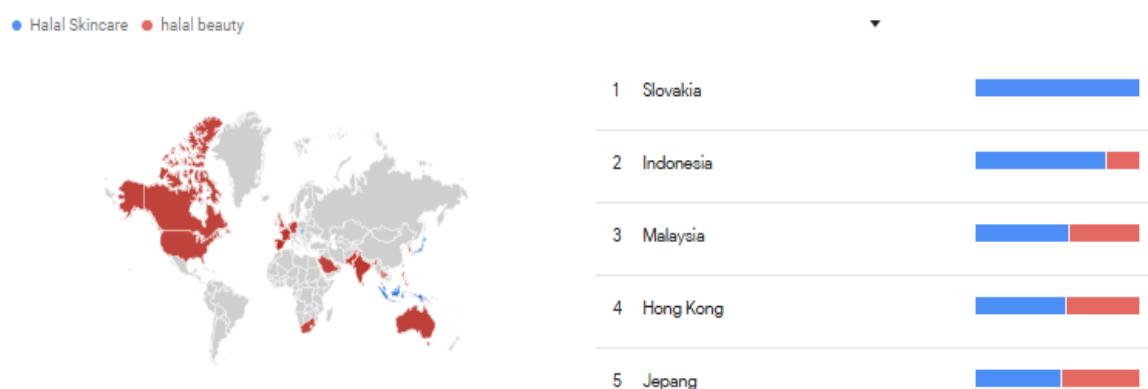 Halal Skincare halal beauty
1 Slovakia
2 Indonesia
3 Malaysia
4 Hong Kong
5 Jepang